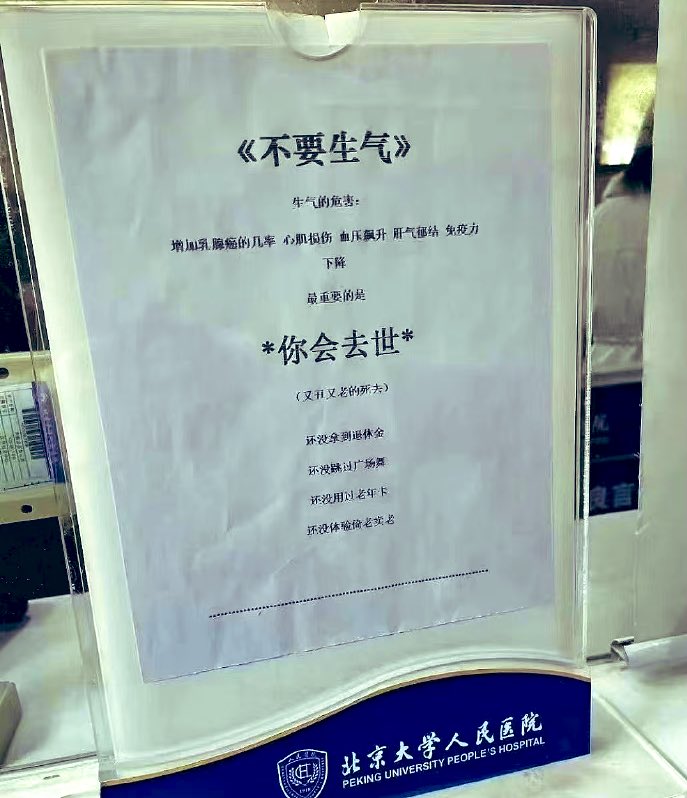 《不要生气》
生气的危害：
增加乳腺癌的几率 心肌损伤 血压飙升 肝气郁结 免疫力
下降
最重要的是
*你会去世*
（又丑又老的死去）
还没拿到退休金
还没跳过广场舞
还没用过老年卡
还没体验倚老卖老
北京大学人民医院
PEKING UNIVERSITY PEOPLE'S HOSPITAL